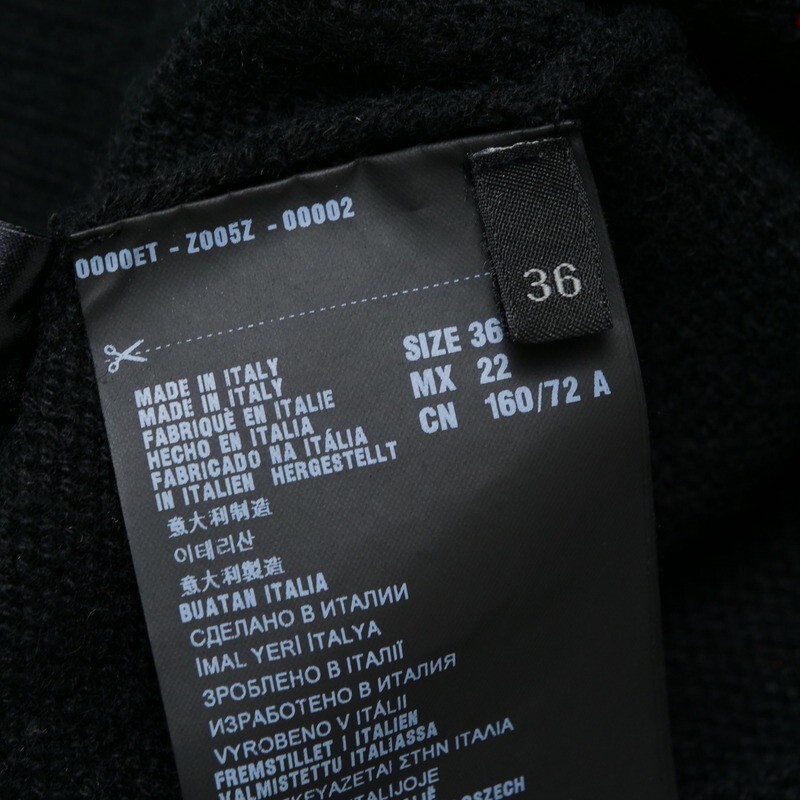 0000ET - Z005Z - 00002
36
SIZE 36
MX 22
CN 160/72 A
MADE IN ITALY
MADE IN ITALY
FABRIQUÈ EN ITALIE
HECHO EN ITALIA
FABRICADO NA ITÁLIA
IN ITALIEN HERGESTELLT
意大利制造
이태리산
意大利製造
BUATAN ITALIA
СДЕЛАНО В ИТАЛИИ
IMAL YERİ İTALYA
ЗРОБЛЕНО В ІТАЛІЇ
ИЗРАБОТЕНО В ИТАЛИЯ
VYROBENO V ITÁLII
FREMSTILLET I ITALIEN
VALMISTETTU ITALIASSA
ΣΤΗΝ ΙΤΑΛΙΑ